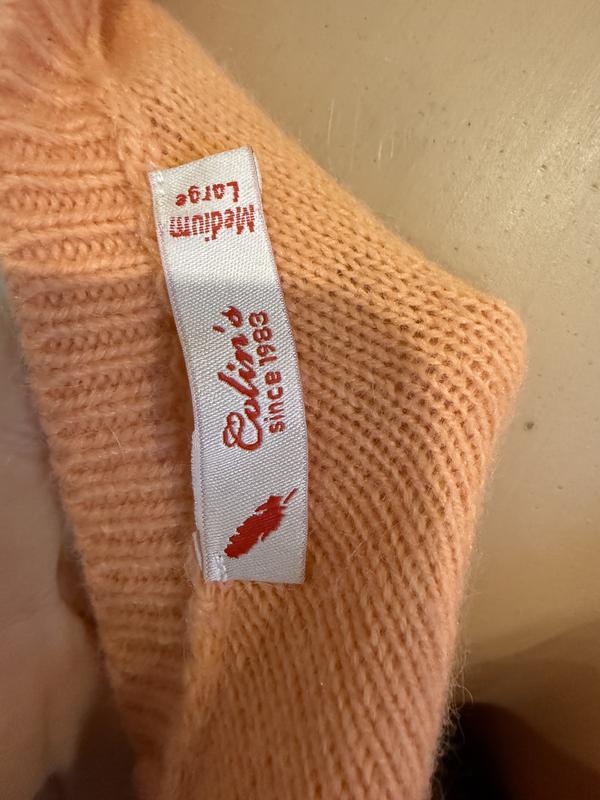 Colin's
since 1983
Medium
Large